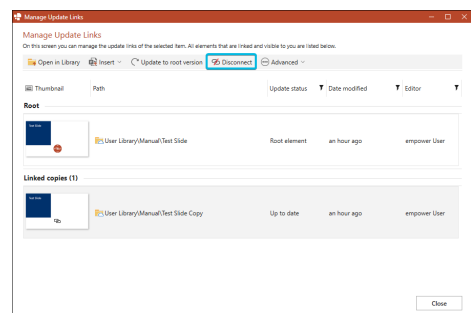 Manage Update Links
Manage Update Links
On this screen you can manage the update links of the selected item. All elements that are linked and visible to you are listed below.
Open in Library Insert Update to root version Disconnect Advanced
Thumbnail Path Update status Date modified Editor
Root
Test Slide
User Library\Manual\Test Slide Root element an hour ago empower User
Linked copies (1)
Test Slide
User Library\Manual\Test Slide Copy Up to date an hour ago empower User
Close